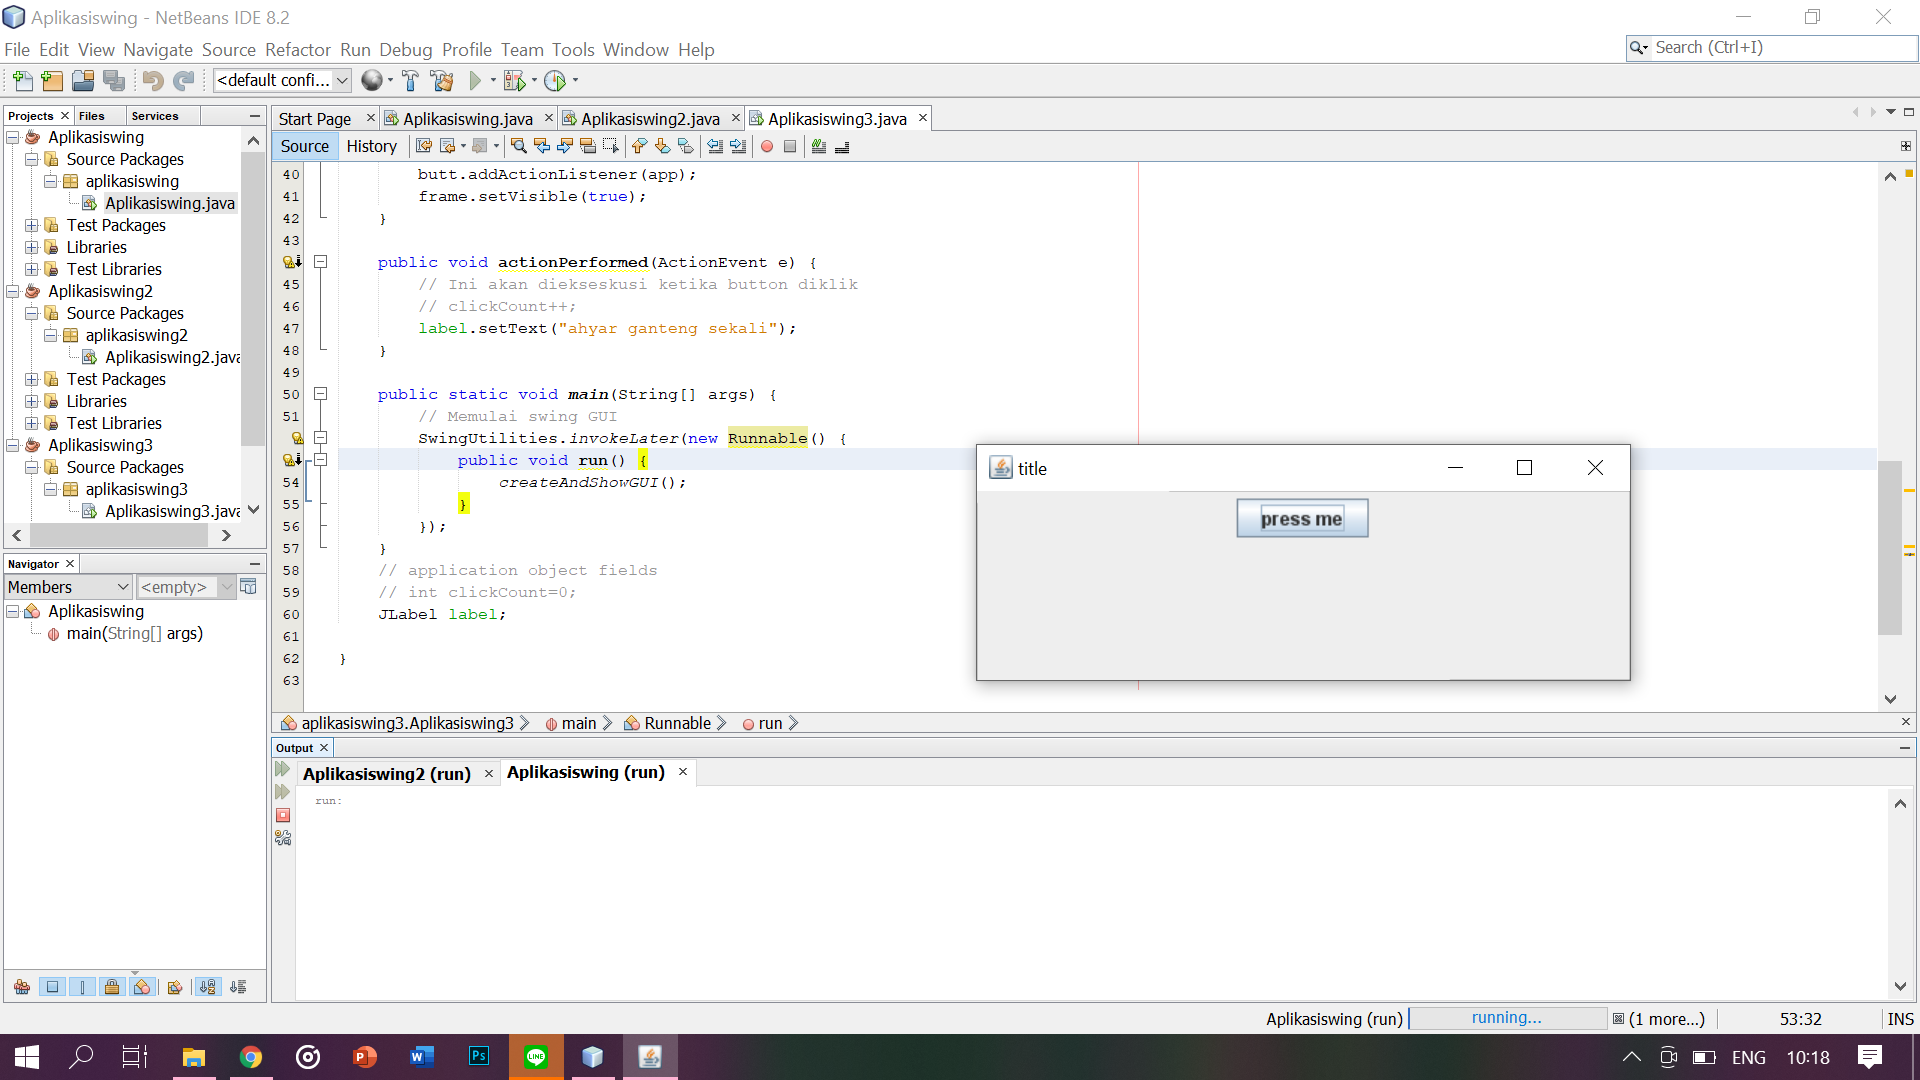 Aplikasiswing - NetBeans IDE 8.2
File Edit View Navigate Source Refactor Run Debug Profile Team Tools Window Help
Search (Ctrl+I)
<default confi...
Projects Files Services
Aplikasiswing
Source Packages
aplikasiswing
Aplikasiswing.java
Test Packages
Libraries
Test Libraries
Aplikasiswing2
Source Packages
aplikasiswing2
Aplikasiswing2.java
Test Packages
Libraries
Test Libraries
Aplikasiswing3
Source Packages
aplikasiswing3
Aplikasiswing3.java
Navigator
Members <empty>
Aplikasiswing
main(String[] args)
Start Page Aplikasiswing.java Aplikasiswing2.java Aplikasiswing3.java
Source History
40 butt.addActionListener(app);
41 frame.setVisible(true);
42 }
43
public void actionPerformed(ActionEvent e) {
45 // Ini akan diekseskusi ketika button diklik
46 // clickCount++;
47 label.setText("ahyar ganteng sekali");
48 }
49
50 public static void main(String[] args) {
51 // Memulai swing GUI
SwingUtilities.invokeLater(new Runnable() {
public void run() {
54 createAndShowGUI();
55 }
56 });
57 }
58 // application object fields
59 // int clickCount=0;
60 JLabel label;
61
62 }
63
title
press me
aplikasiswing3.Aplikasiswing3 main Runnable run
Output
Aplikasiswing2 (run) Aplikasiswing (run)
run:
Aplikasiswing (run) running... (1 more...) 53:32 INS
LINE
ENG 10:18